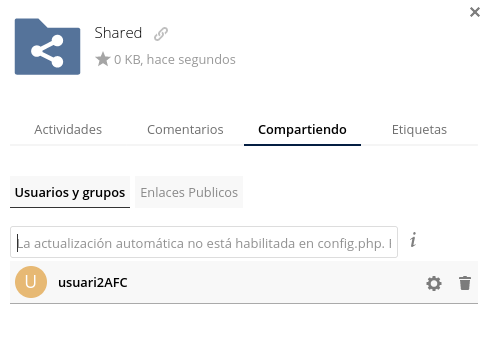 Shared
0 KB, hace segundos
Actividades Comentarios Compartiendo Etiquetas
Usuarios y grupos Enlaces Publicos
La actualización automática no está habilitada en config.php. I
i
U usuari2AFC